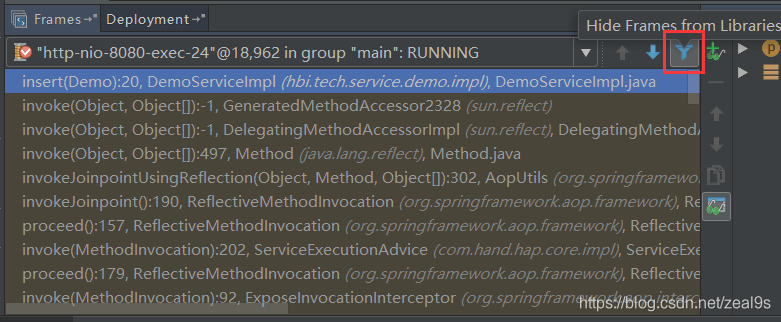 Frames→" Deployment→"
Hide Frames from Libraries
"http-nio-8080-exec-24"@18,962 in group "main": RUNNING
insert(Demo):20, DemoServiceImpl (hbi.tech.service.demo.impl), DemoServiceImpl.java
invoke(Object, Object[]):-1, GeneratedMethodAccessor2328 (sun.reflect)
invoke(Object, Object[]):-1, DelegatingMethodAccessorImpl (sun.reflect), DelegatingMethodA
invoke(Object, Object[]):497, Method (java.lang.reflect), Method.java
invokeJoinpointUsingReflection(Object, Method, Object[]):302, AopUtils (org.springframework.
invokeJoinpoint():190, ReflectiveMethodInvocation (org.springframework.aop.framework), Re
proceed():157, ReflectiveMethodInvocation (org.springframework.aop.framework), Reflective
invoke(MethodInvocation):202, ServiceExecutionAdvice (com.hand.hap.core.impl), ServiceExe
proceed():179, ReflectiveMethodInvocation (org.springframework.aop.framework), Reflective
invoke(MethodInvocation):92, ExposeInvocationInterceptor (org.springframework.aop.interc
https://blog.csdn.net/zeal9s